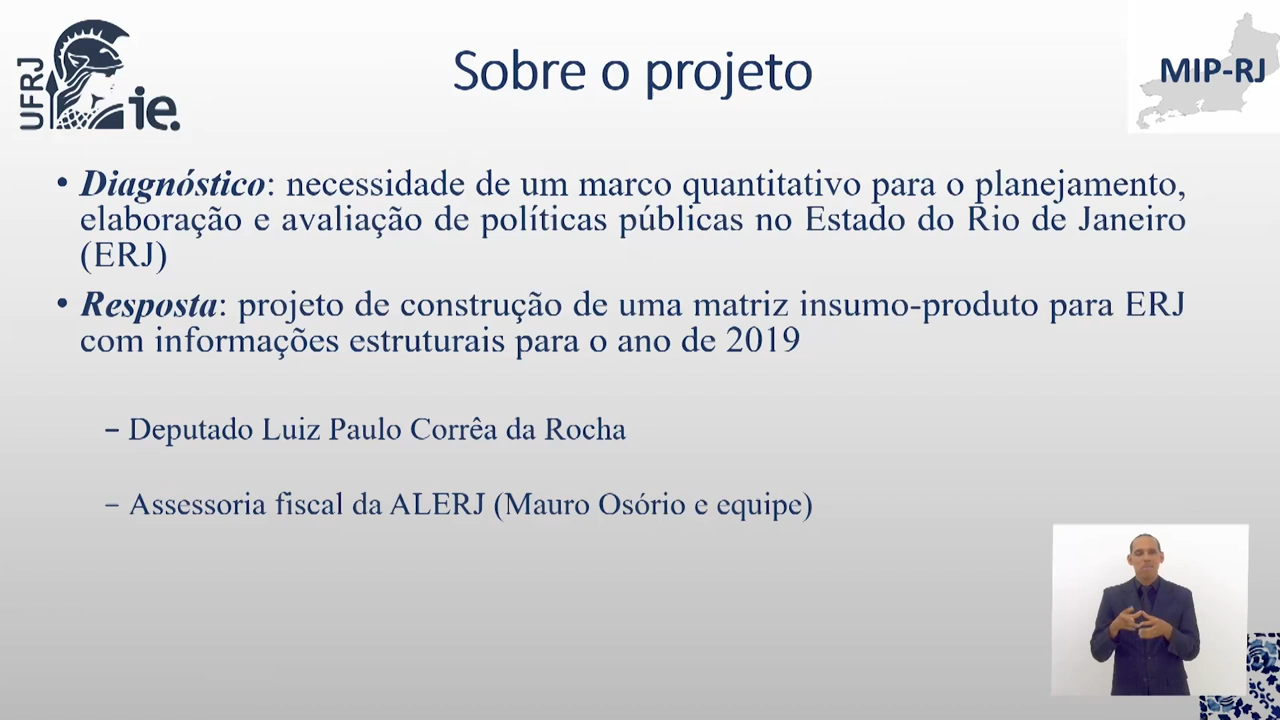 UFRJ
ie.
Sobre o projeto
MIP-RJ
• Diagnóstico: necessidade de um marco quantitativo para o planejamento,
elaboração e avaliação de políticas públicas no Estado do Rio de Janeiro
(ERJ)
• Resposta: projeto de construção de uma matriz insumo-produto para ERJ
com informações estruturais para o ano de 2019
– Deputado Luiz Paulo Corrêa da Rocha
– Assessoria fiscal da ALERJ (Mauro Osório e equipe)